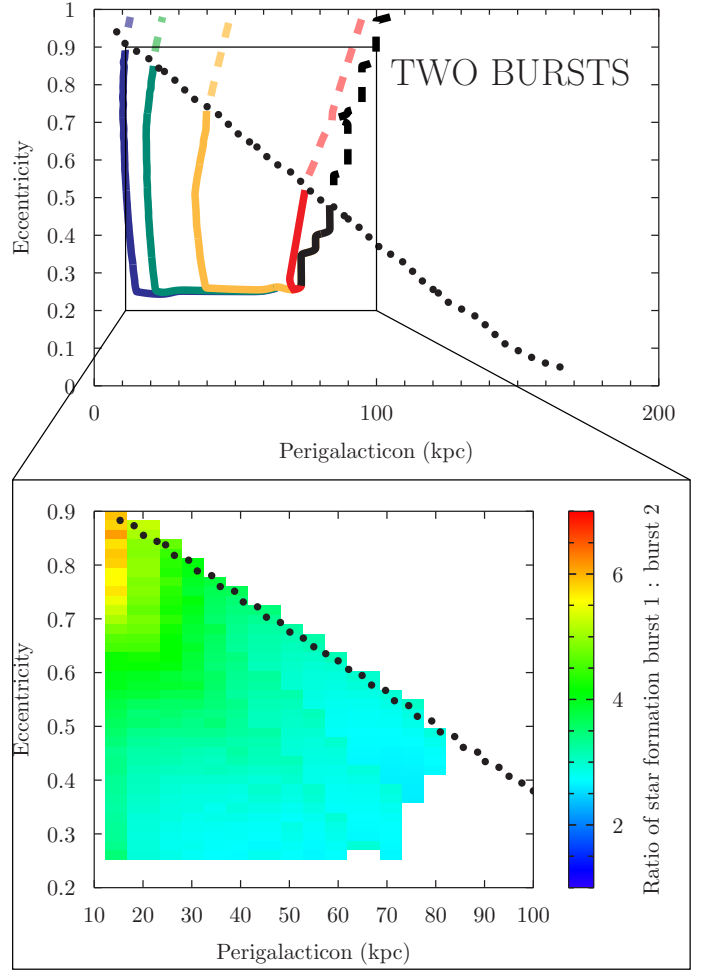 1
0.9
0.8
0.7
0.6
0.5
0.4
0.3
0.2
0.1
0
Eccentricity
TWO BURSTS
0 100 200
Perigalacticon (kpc)
0.9
0.8
0.7
0.6
0.5
0.4
0.3
0.2
Eccentricity
10 20 30 40 50 60 70 80 90 100
Perigalacticon (kpc)
6
4
2
Ratio of star formation burst 1 : burst 2